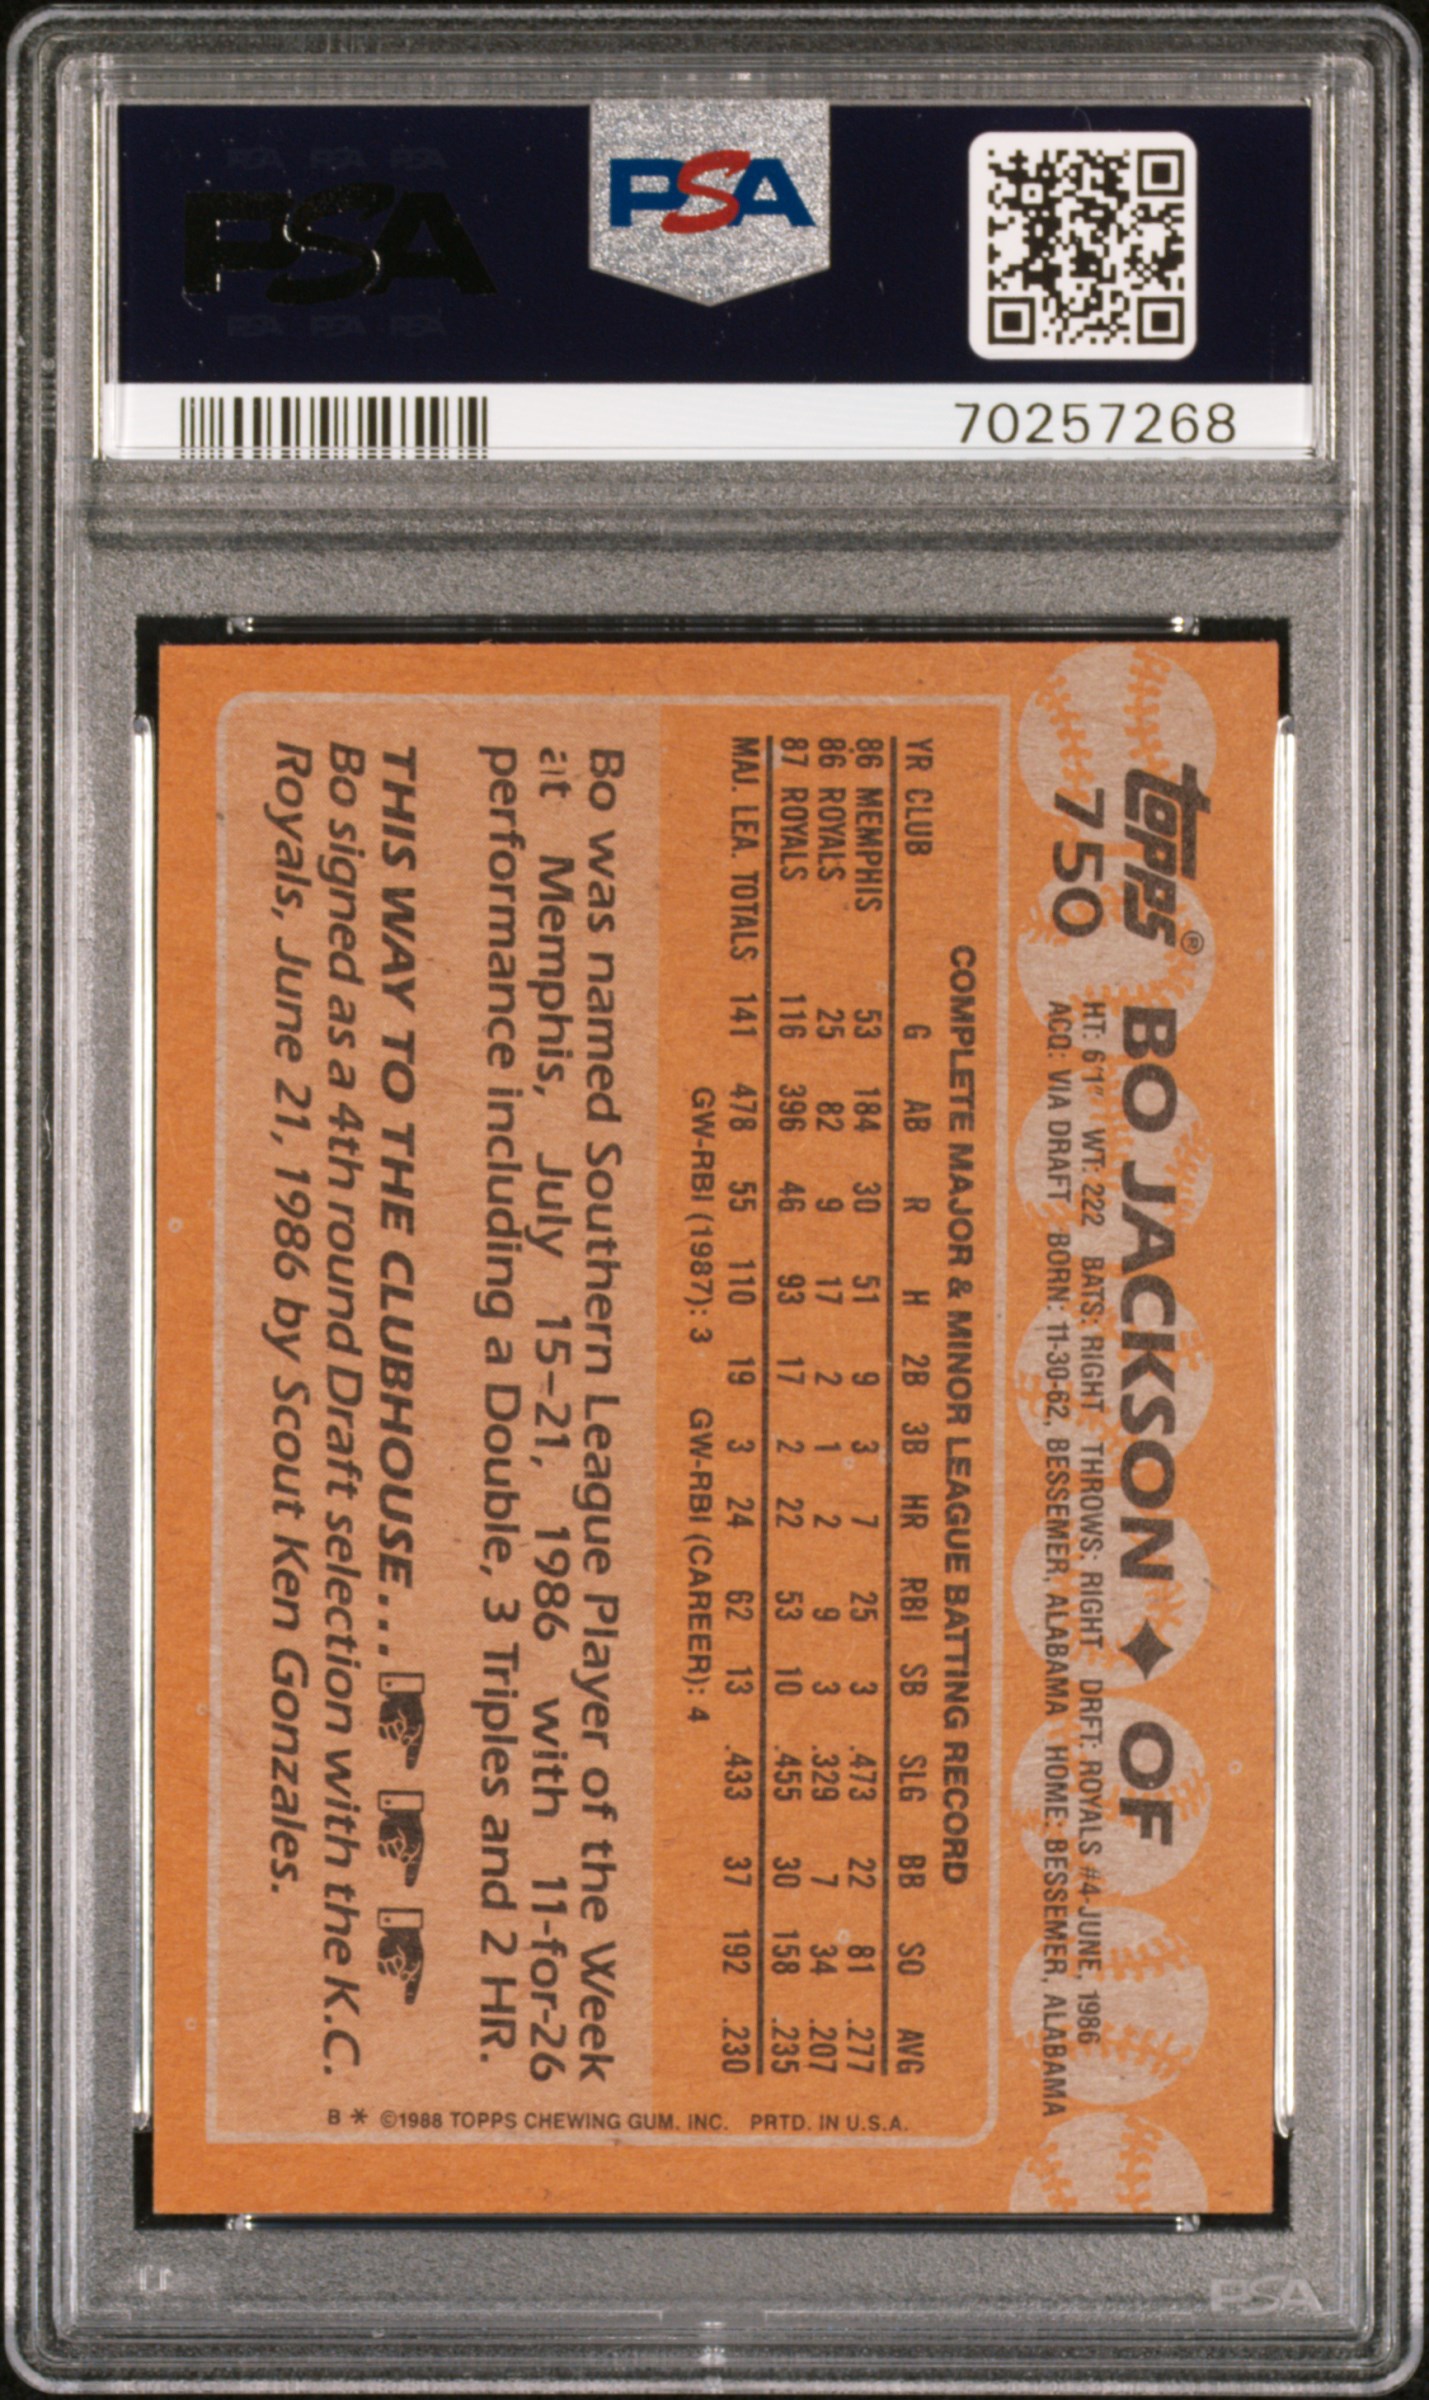 PSA
PSA
70257268
topps® BO JACKSON ✦ OF
750 HT: 6'1" WT: 222 BATS: RIGHT THROWS: RIGHT DRFT: ROYALS #4-JUNE, 1986
ACQ: VIA DRAFT BORN: 11-30-62, BESSEMER, ALABAMA HOME: BESSEMER, ALABAMA
COMPLETE MAJOR & MINOR LEAGUE BATTING RECORD
YR CLUB G AB R H 2B 3B HR RBI SB SLG BB SO AVG
86 MEMPHIS 53 184 30 51 9 3 7 25 3 .473 22 81 .277
86 ROYALS 25 82 9 17 2 1 2 9 3 .329 7 34 .207
87 ROYALS 116 396 46 93 17 2 22 53 10 .455 30 158 .235
MAJ. LEA. TOTALS 141 478 55 110 19 3 24 62 13 .433 37 192 .230
GW-RBI (1987): 3 GW-RBI (CAREER): 4
Bo was named Southern League Player of the Week
at Memphis, July 15-21, 1986 with 11-for-26
performance including a Double, 3 Triples and 2 HR.
THIS WAY TO THE CLUBHOUSE...
Bo signed as a 4th round Draft selection with the K.C.
Royals, June 21, 1986 by Scout Ken Gonzales.
B * ©1988 TOPPS CHEWING GUM, INC. PRTD. IN U.S.A.
PSA